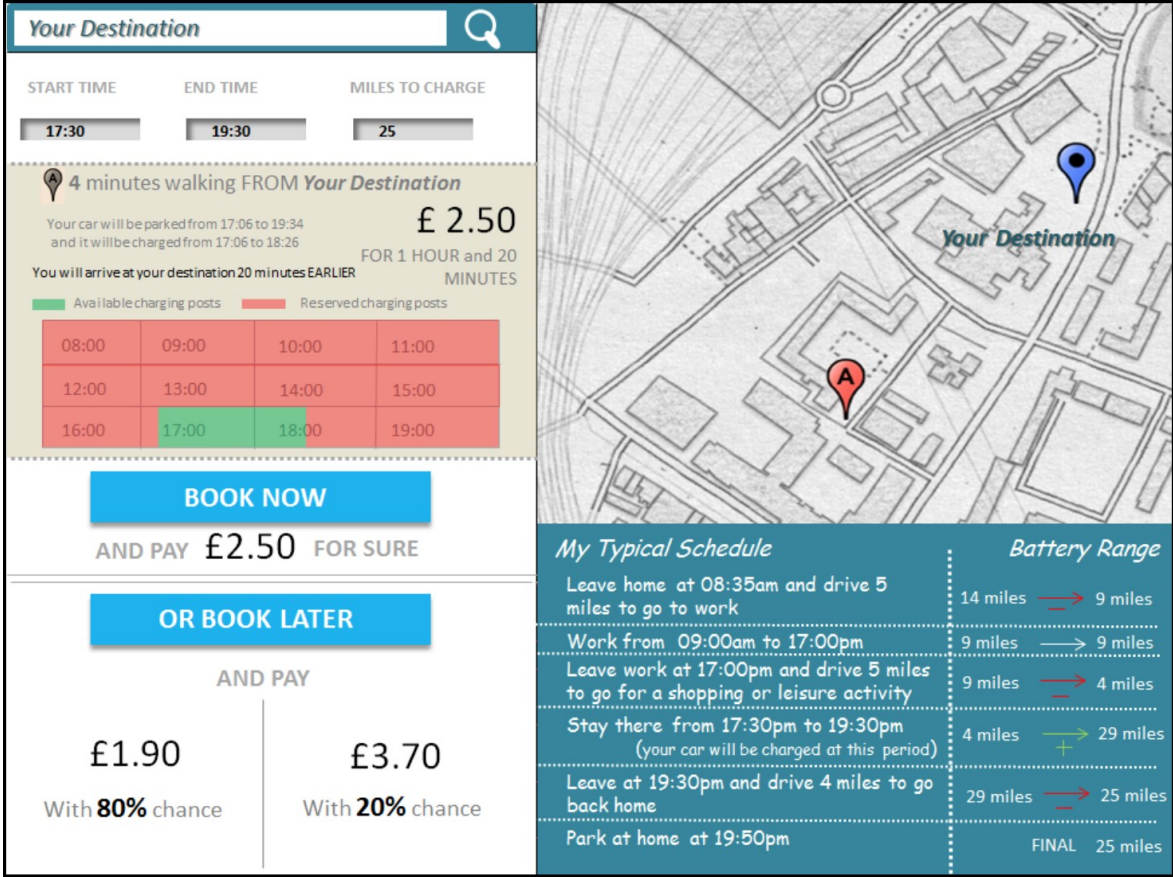 Your Destination
START TIME END TIME MILES TO CHARGE
17:30 19:30 25
A 4 minutes walking FROM Your Destination
Your car will be parked from 17:06 to 19:34
and it will be charged from 17:06 to 18:26
£ 2.50
FOR 1 HOUR and 20
MINUTES
You will arrive at your destination 20 minutes EARLIER
Available charging posts Reserved charging posts
08:00 09:00 10:00 11:00
12:00 13:00 14:00 15:00
16:00 17:00 18:00 19:00
BOOK NOW
AND PAY £2.50 FOR SURE
OR BOOK LATER
AND PAY
£1.90 £3.70
With 80% chance With 20% chance
Your Destination
A
My Typical Schedule Battery Range
Leave home at 08:35am and drive 5
miles to go to work
14 miles 9 miles
Work from 09:00am to 17:00pm
9 miles 9 miles
Leave work at 17:00pm and drive 5 miles
to go for a shopping or leisure activity
9 miles 4 miles
Stay there from 17:30pm to 19:30pm
(your car will be charged at this period)
4 miles 29 miles
Leave at 19:30pm and drive 4 miles to go
back home
29 miles 25 miles
Park at home at 19:50pm
FINAL 25 miles